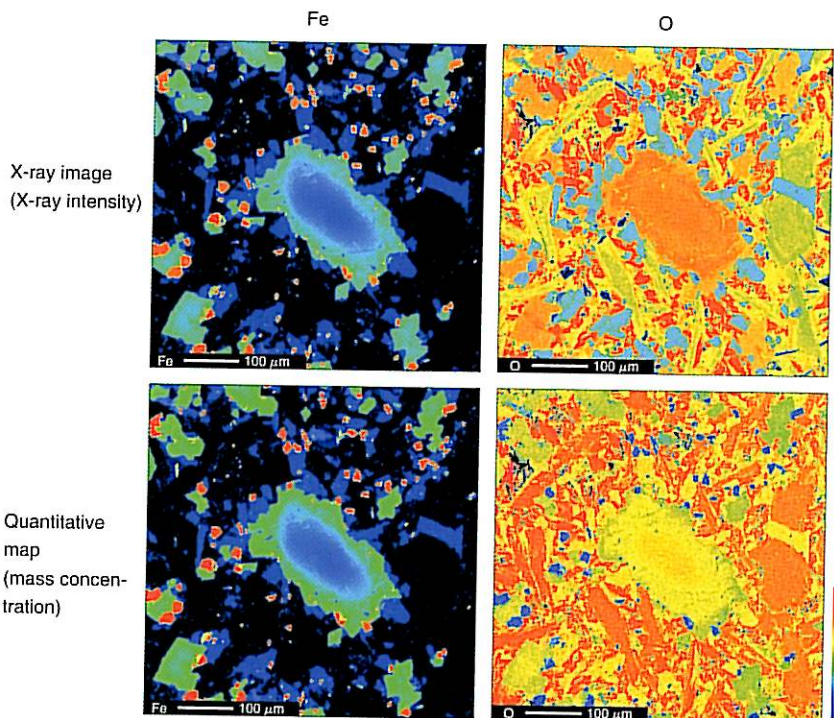 Fe
O
X-ray image
(X-ray intensity)
Fe 100 μm
O 100 μm
Quantitative
map
(mass concen-
tration)
Fe 100 μm
O 100 μm